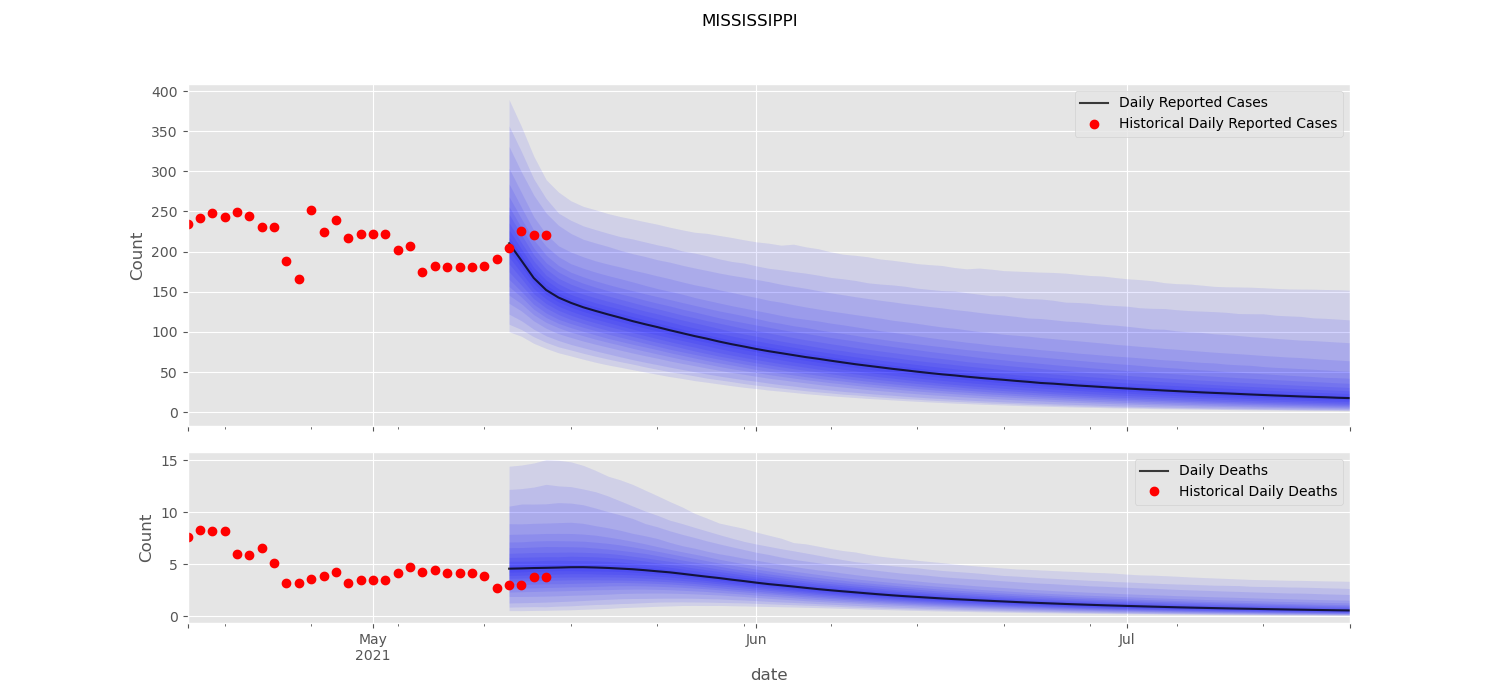 MISSISSIPPI
400
350
300
250
200
150
100
50
0
Count
Daily Reported Cases
Historical Daily Reported Cases
15
10
5
0
Count
Daily Deaths
Historical Daily Deaths
May
2021
Jun
Jul
date